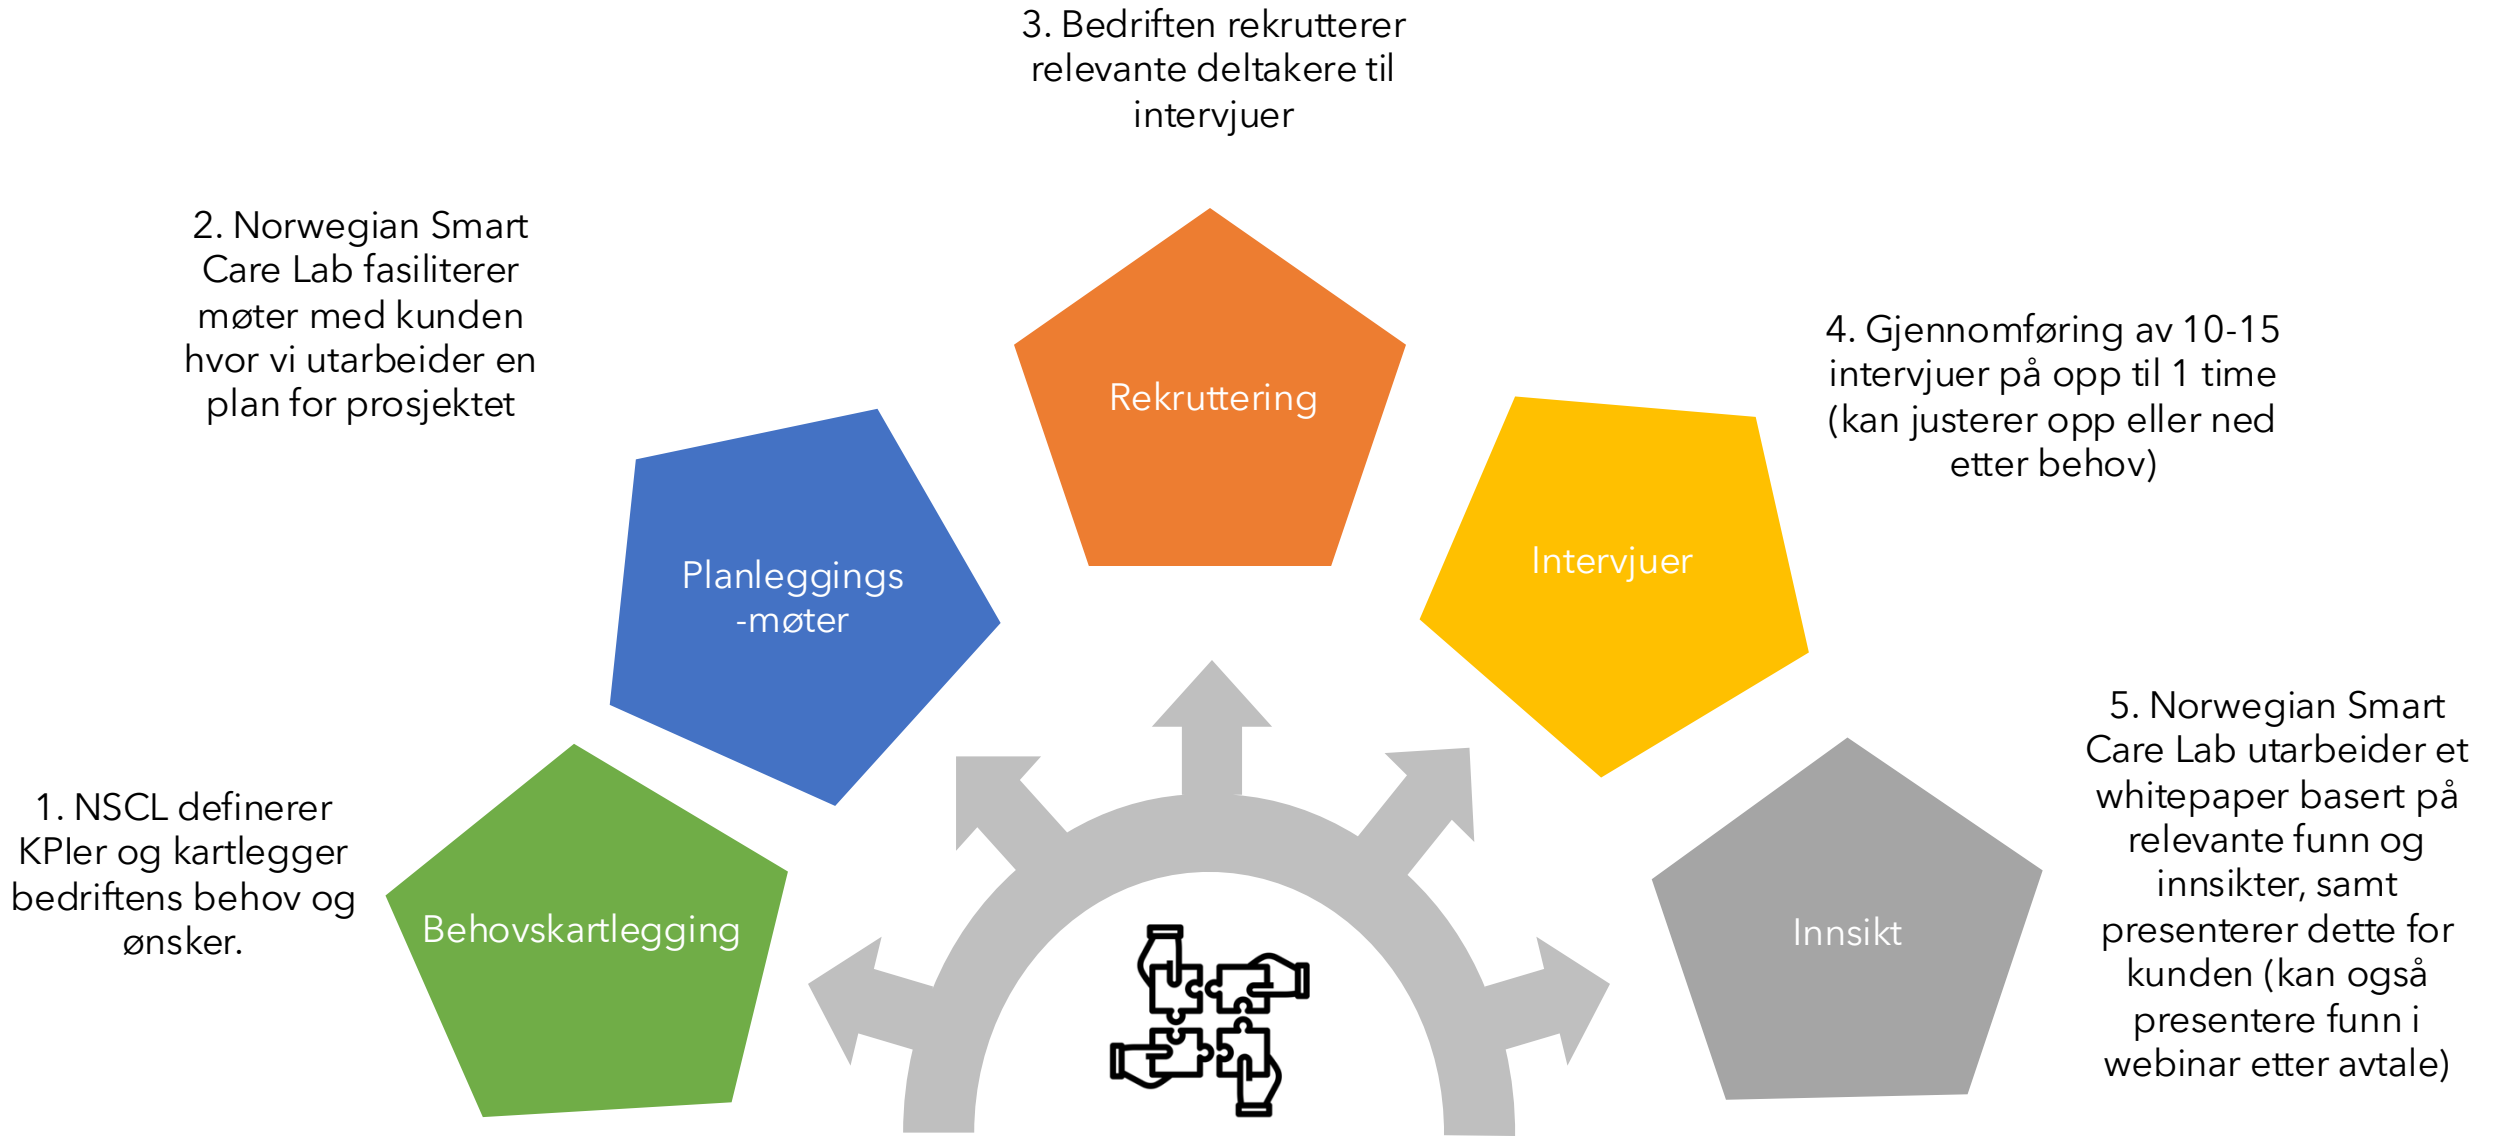 1. NSCL definerer
KPIer og kartlegger
bedriftens behov og
ønsker.
Behovskartlegging
2. Norwegian Smart
Care Lab fasiliterer
møter med kunden
hvor vi utarbeider en
plan for prosjektet
Planleggings
-møter
3. Bedriften rekrutterer
relevante deltakere til
intervjuer
Rekruttering
4. Gjennomføring av 10-15
intervjuer på opp til 1 time
(kan justerer opp eller ned
etter behov)
Intervjuer
5. Norwegian Smart
Care Lab utarbeider et
whitepaper basert på
relevante funn og
innsikter, samt
presenterer dette for
kunden (kan også
presentere funn i
webinar etter avtale)
Innsikt